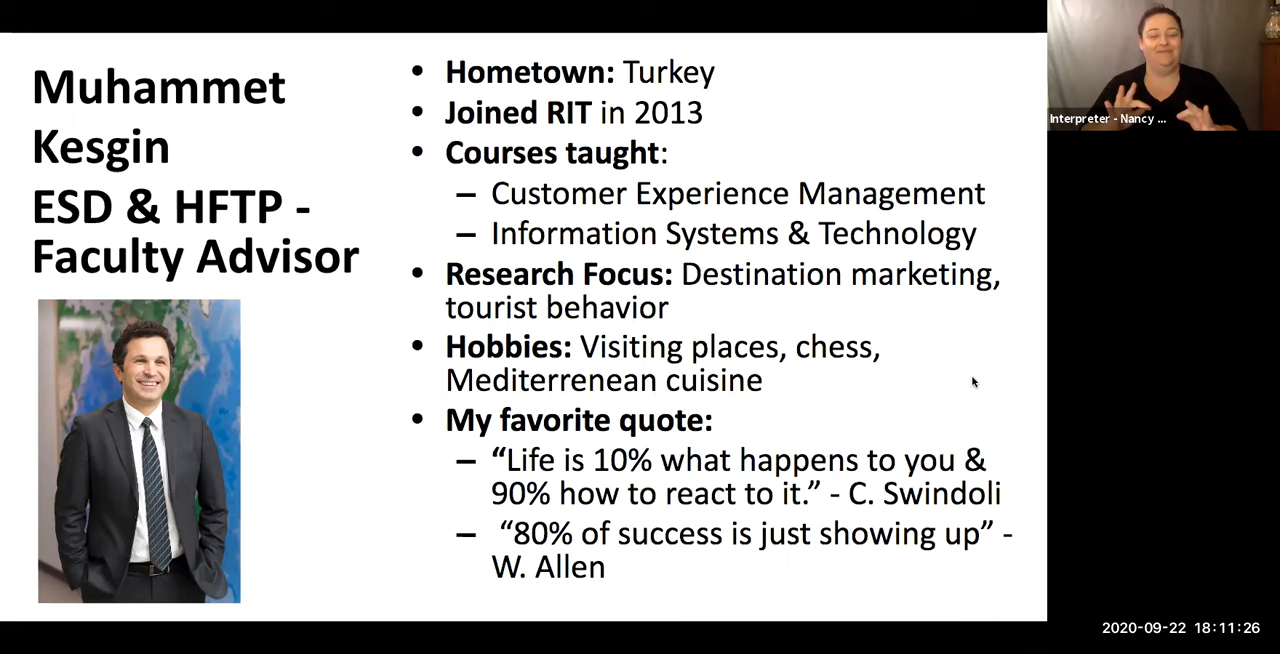 Muhammet
Kesgin
ESD & HFTP -
Faculty Advisor
• Hometown: Turkey
• Joined RIT in 2013
• Courses taught:
– Customer Experience Management
– Information Systems & Technology
• Research Focus: Destination marketing,
tourist behavior
• Hobbies: Visiting places, chess,
Mediterrenean cuisine
• My favorite quote:
– “Life is 10% what happens to you &
90% how to react to it.” - C. Swindoli
– “80% of success is just showing up” -
W. Allen
Interpreter - Nancy ...
2020-09-22 18:11:26